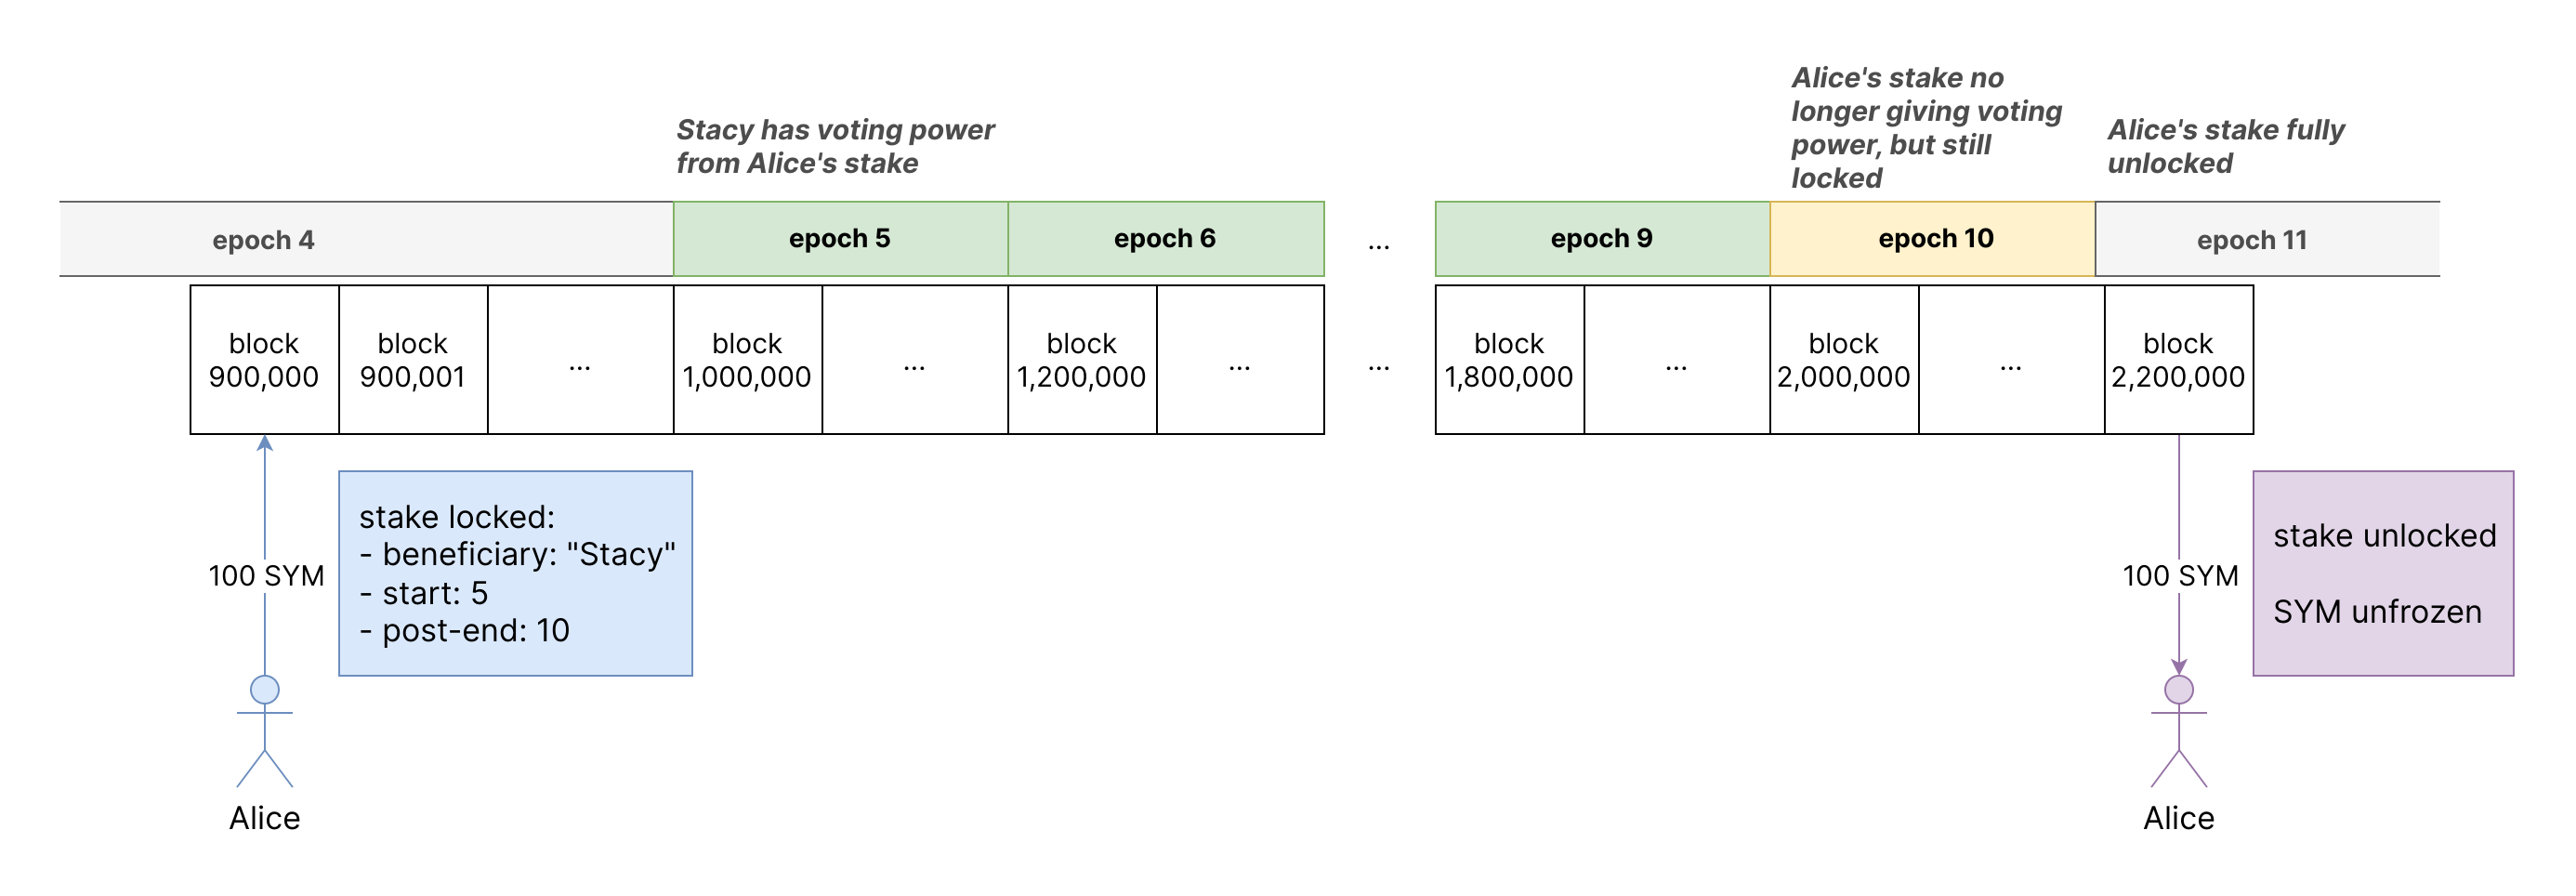 Alice's stake no
longer giving voting
power, but still
locked
Stacy has voting power
from Alice's stake
Alice's stake fully
unlocked
epoch 4
epoch 5
epoch 6
...
epoch 9
epoch 10
epoch 11
block
900,000
block
900,001
...
block
1,000,000
...
block
1,200,000
...
...
block
1,800,000
...
block
2,000,000
...
block
2,200,000
100 SYM
stake locked:
- beneficiary: "Stacy"
- start: 5
- post-end: 10
Alice
100 SYM
stake unlocked
SYM unfrozen
Alice